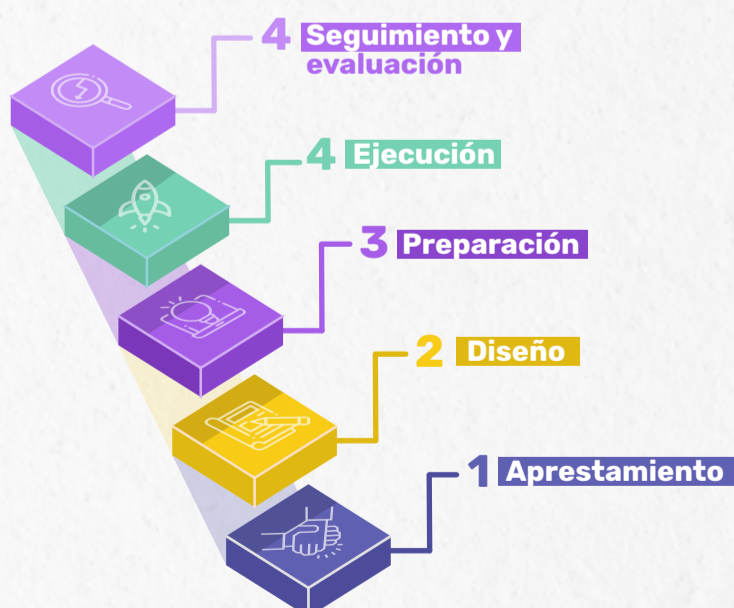 4 Seguimiento y
evaluación
4 Ejecución
3 Preparación
2 Diseño
1 Aprestamiento